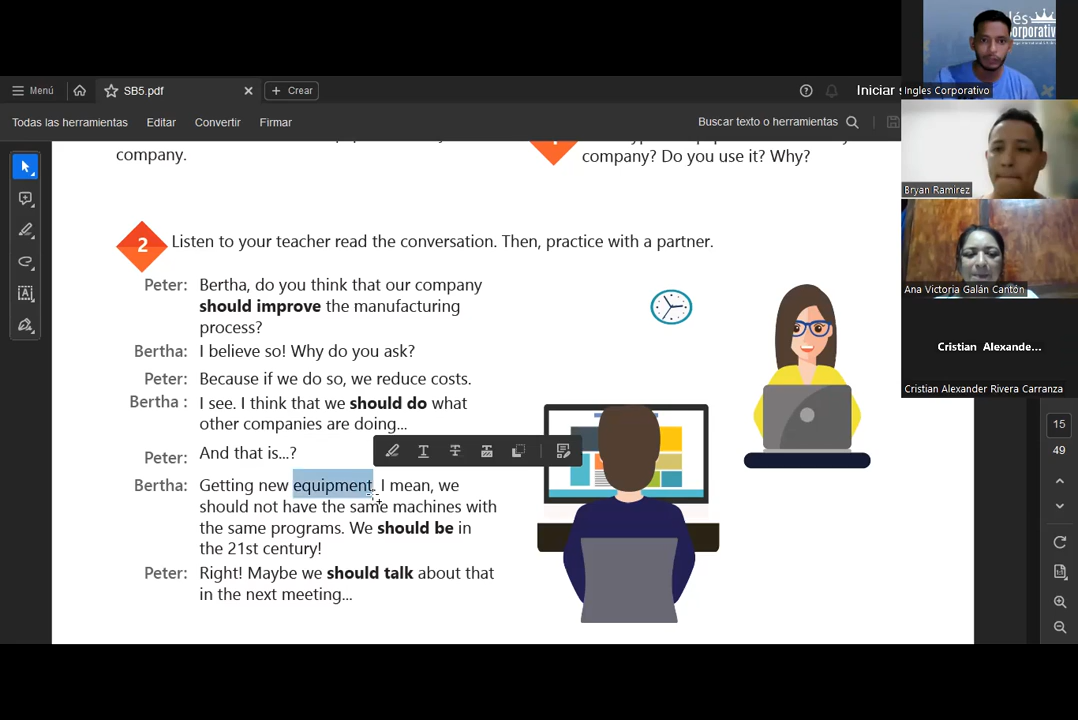 Menú
SB5.pdf
Crear
Iniciar s
Todas las herramientas
Editar
Convertir
Firmar
Buscar texto o herramientas
company.
company? Do you use it? Why?
2
Listen to your teacher read the conversation. Then, practice with a partner.
Peter: Bertha, do you think that our company
should improve the manufacturing
process?
Bertha: I believe so! Why do you ask?
Peter: Because if we do so, we reduce costs.
Bertha : I see. I think that we should do what
other companies are doing...
Peter: And that is...?
Bertha: Getting new equipment. I mean, we
should not have the same machines with
the same programs. We should be in
the 21st century!
Peter: Right! Maybe we should talk about that
in the next meeting...
15
49
glés
Corporativo
Ingles Corporativo
Bryan Ramirez
Ana Victoria Galán Cantón
Cristian Alexande...
Cristian Alexander Rivera Carranza